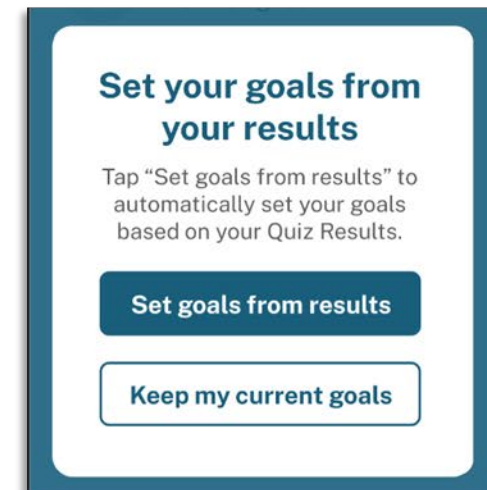 Set your goals from
your results
Tap “Set goals from results” to
automatically set your goals
based on your Quiz Results.
Set goals from results
Keep my current goals